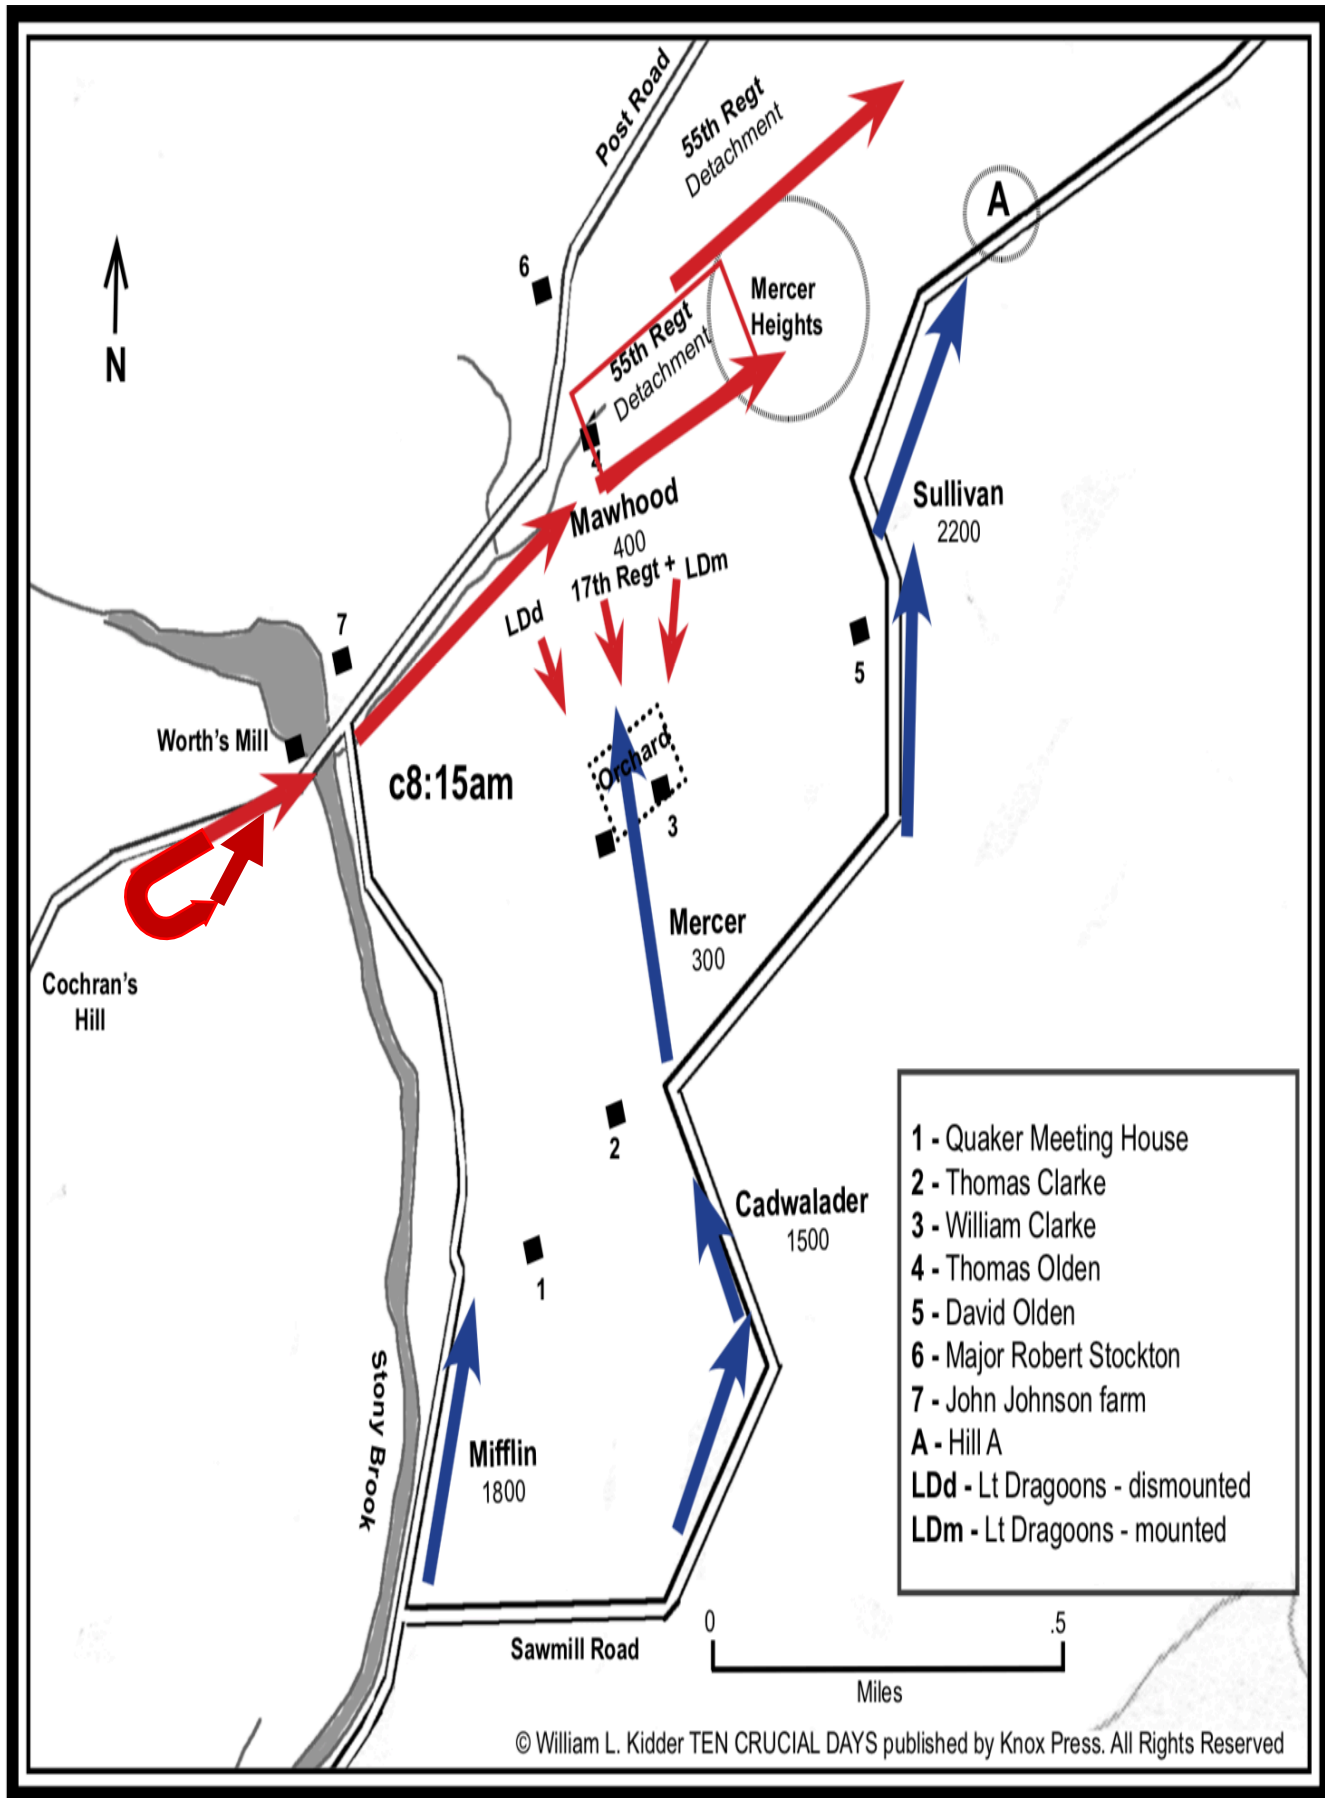 Post Road
55th Regt
Detachment
A
6
Mercer
Heights
N
55th Regt
Detachment
4
Mawhood
400
17th Regt + LDm
LDd
Sullivan
2200
7
5
Worth's Mill
c8:15am
Orchard
3
Mercer
300
Cochran's
Hill
2
Cadwalader
1500
1
Stony Brook
Mifflin
1800
1 - Quaker Meeting House
2 - Thomas Clarke
3 - William Clarke
4 - Thomas Olden
5 - David Olden
6 - Major Robert Stockton
7 - John Johnson farm
A - Hill A
LDd - Lt Dragoons - dismounted
LDm - Lt Dragoons - mounted
Sawmill Road
0 .5
Miles
© William L. Kidder TEN CRUCIAL DAYS published by Knox Press. All Rights Reserved